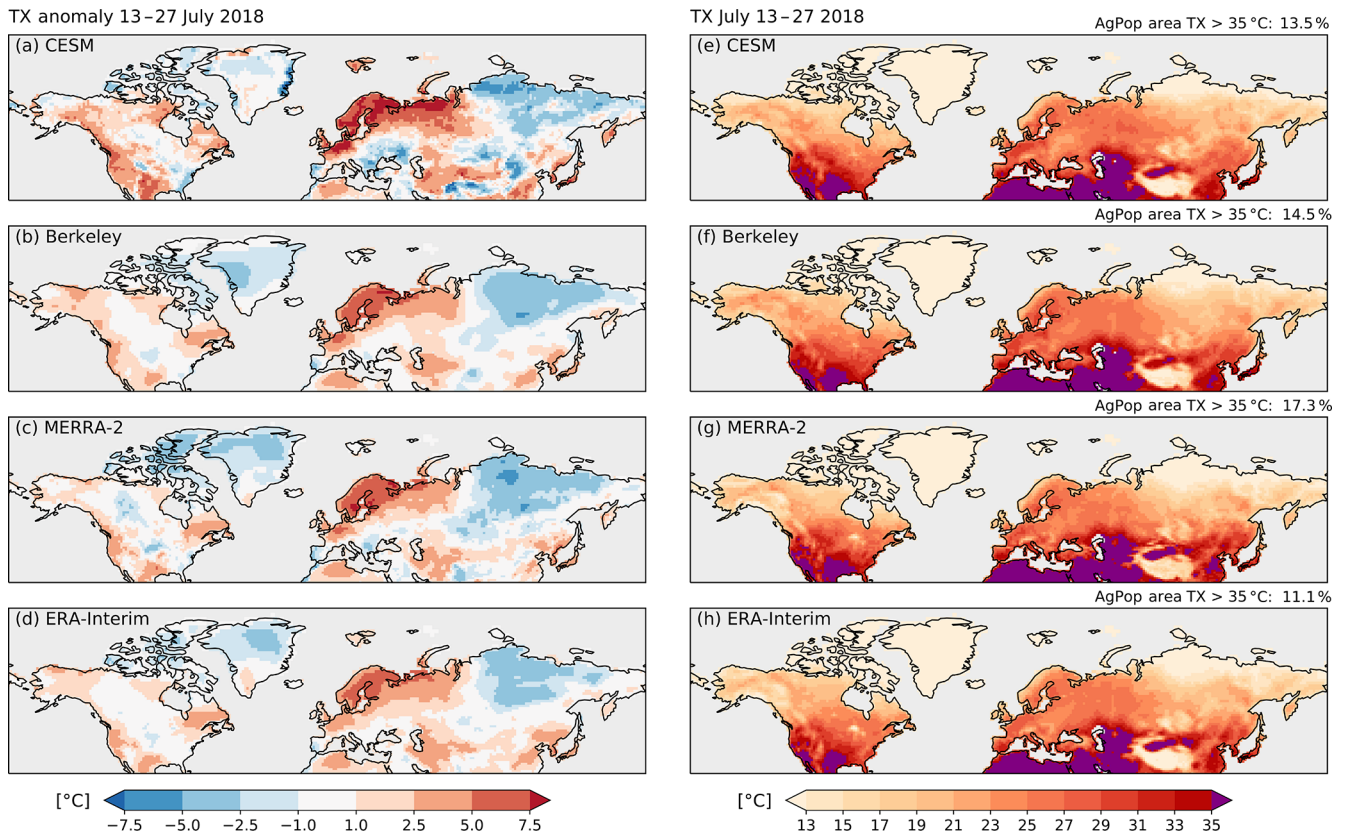 TX anomaly 13–27 July 2018
TX July 13–27 2018
AgPop area TX > 35 °C: 13.5 %
(a) CESM
(e) CESM
AgPop area TX > 35 °C: 14.5 %
(b) Berkeley
(f) Berkeley
AgPop area TX > 35 °C: 17.3 %
(c) MERRA-2
(g) MERRA-2
AgPop area TX > 35 °C: 11.1 %
(d) ERA-Interim
(h) ERA-Interim
[°C]
−7.5 −5.0 −2.5 −1.0 1.0 2.5 5.0 7.5
[°C]
13 15 17 19 21 23 25 27 29 31 33 35